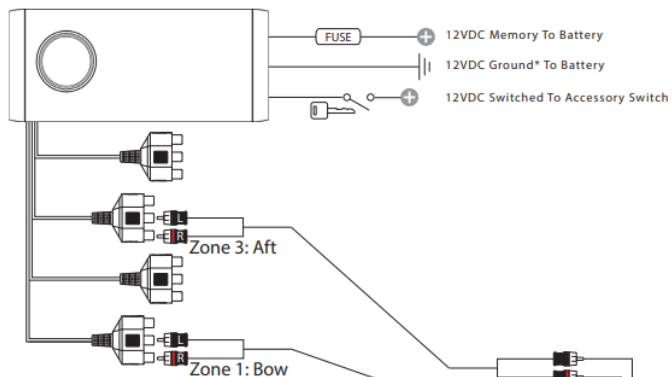 FUSE
12VDC Memory To Battery
12VDC Ground* To Battery
12VDC Switched To Accessory Switch
L
R
Zone 3: Aft
L
R
Zone 1: Bow